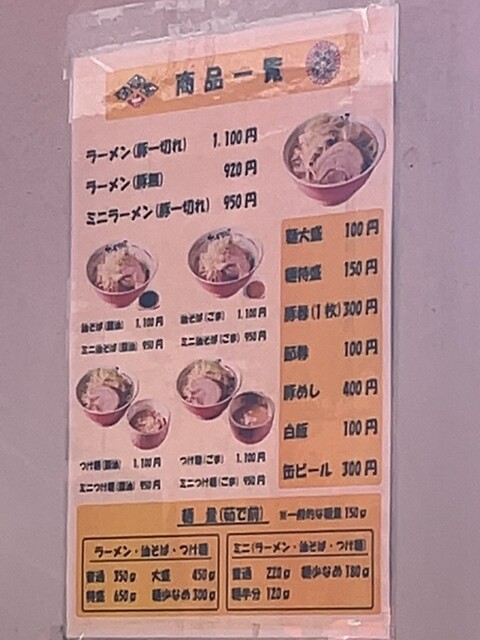 商品一覧
ラーメン(豚一切れ) 1,100円
ラーメン(豚無) 920円
ミニラーメン(豚一切れ) 950円
油そば(醤油) 1,100円
ミニ油そば(醤油) 950円
油そば(ごま) 1,100円
ミニ油そば(ごま) 950円
つけ麺(醤油) 1,100円
ミニつけ麺(醤油) 950円
つけ麺(ごま) 1,100円
ミニつけ麺(ごま) 950円
麺大盛 100円
麺特盛 150円
豚増(1枚) 300円
節増 100円
豚めし 400円
白飯 100円
缶ビール 300円
麺 量(茹で前) ※一般的な麺量150g
ラーメン・油そば・つけ麺
普通 350g 大盛 450g
特盛 650g 麺少なめ 300g
ミニ(ラーメン・油そば・つけ麺)
普通 220g 麺少なめ 180g
麺半分 120g